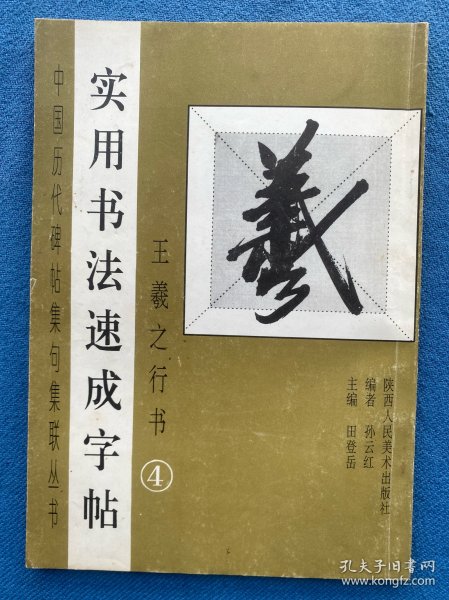 中国历代碑帖集句集联丛书
实用书法速成字帖
王羲之行书
④
羲
主编 田登岳
编者 孙云红
陕西人民美术出版社
孔夫子旧书网
www.kongfz.com